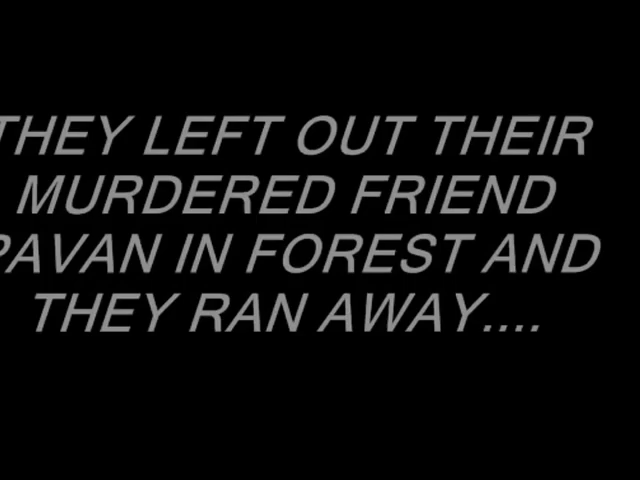 THEY LEFT OUT THEIR
MURDERED FRIEND
PAVAN IN FOREST AND
THEY RAN AWAY....